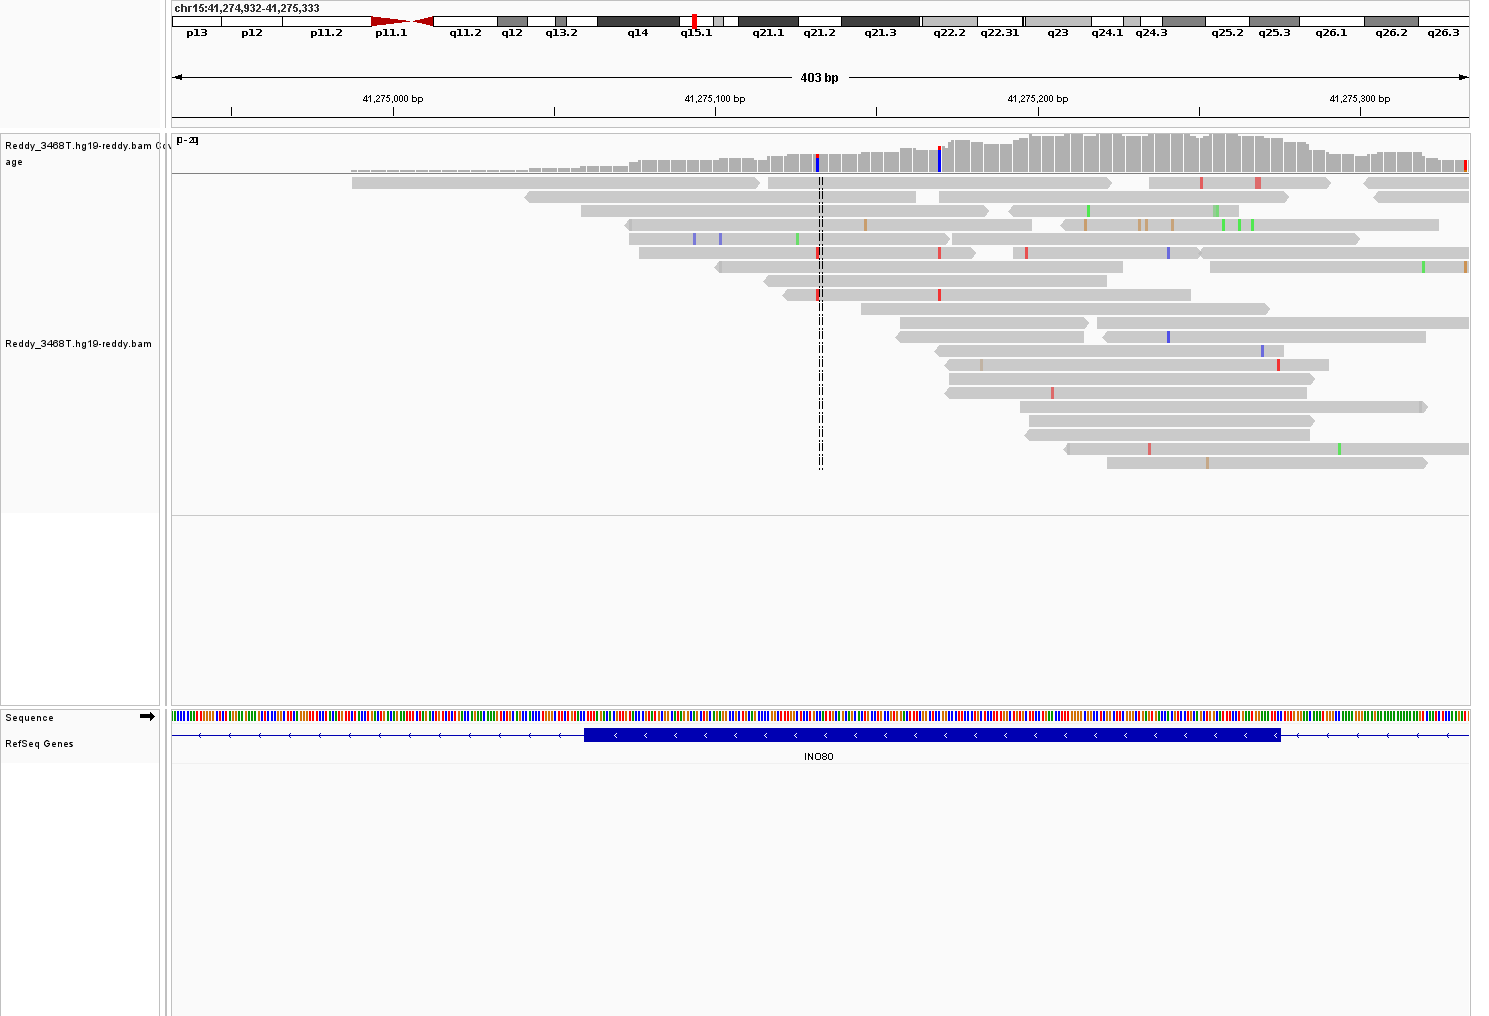 chr15:41,274,932-41,275,333
p13 p12 p11.2 p11.1 q11.2 q12 q13.2 q14 q15.1 q21.1 q21.2 q21.3 q22.2 q22.31 q23 q24.1 q24.3 q25.2 q25.3 q26.1 q26.2 q26.3
403 bp
41,275,000 bp 41,275,100 bp 41,275,200 bp 41,275,300 bp
Reddy_3468T.hg19-reddy.bam Cov
age
[0 - 20]
Reddy_3468T.hg19-reddy.bam
Sequence
RefSeq Genes
INO80